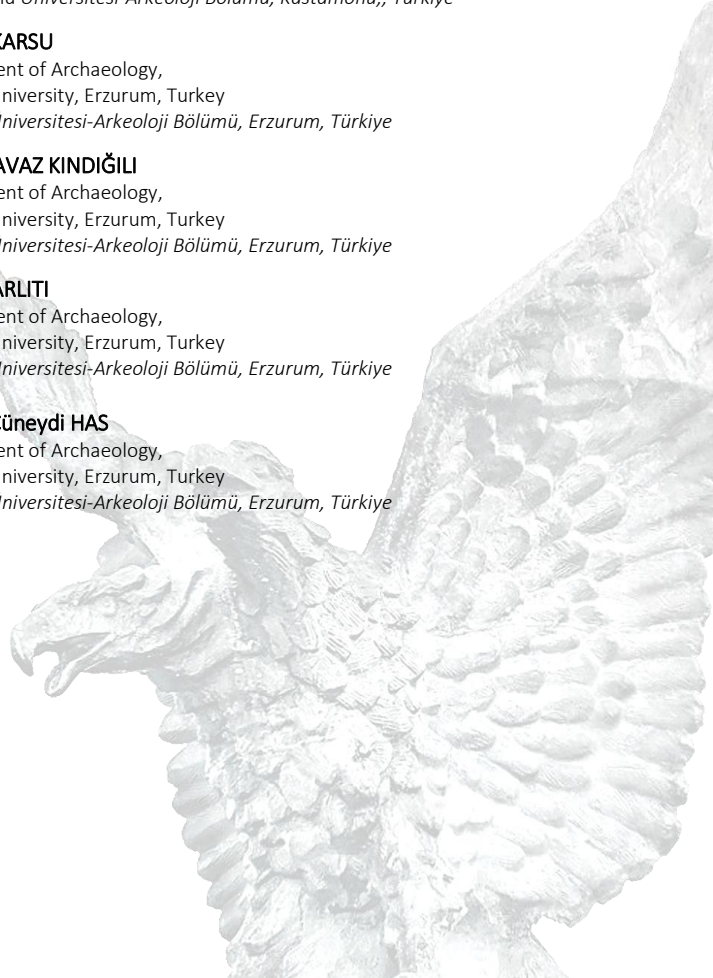 Üniversitesi-Arkeoloji Bölümü, Kastamonu,, Türkiye
KARSU
ent of Archaeology,
niversity, Erzurum, Turkey
Üniversitesi-Arkeoloji Bölümü, Erzurum, Türkiye
AVAZ KINDIĞILI
ent of Archaeology,
niversity, Erzurum, Turkey
Üniversitesi-Arkeoloji Bölümü, Erzurum, Türkiye
ARLITI
ent of Archaeology,
niversity, Erzurum, Turkey
Üniversitesi-Arkeoloji Bölümü, Erzurum, Türkiye
Cüneydi HAS
ent of Archaeology,
niversity, Erzurum, Turkey
Üniversitesi-Arkeoloji Bölümü, Erzurum, Türkiye